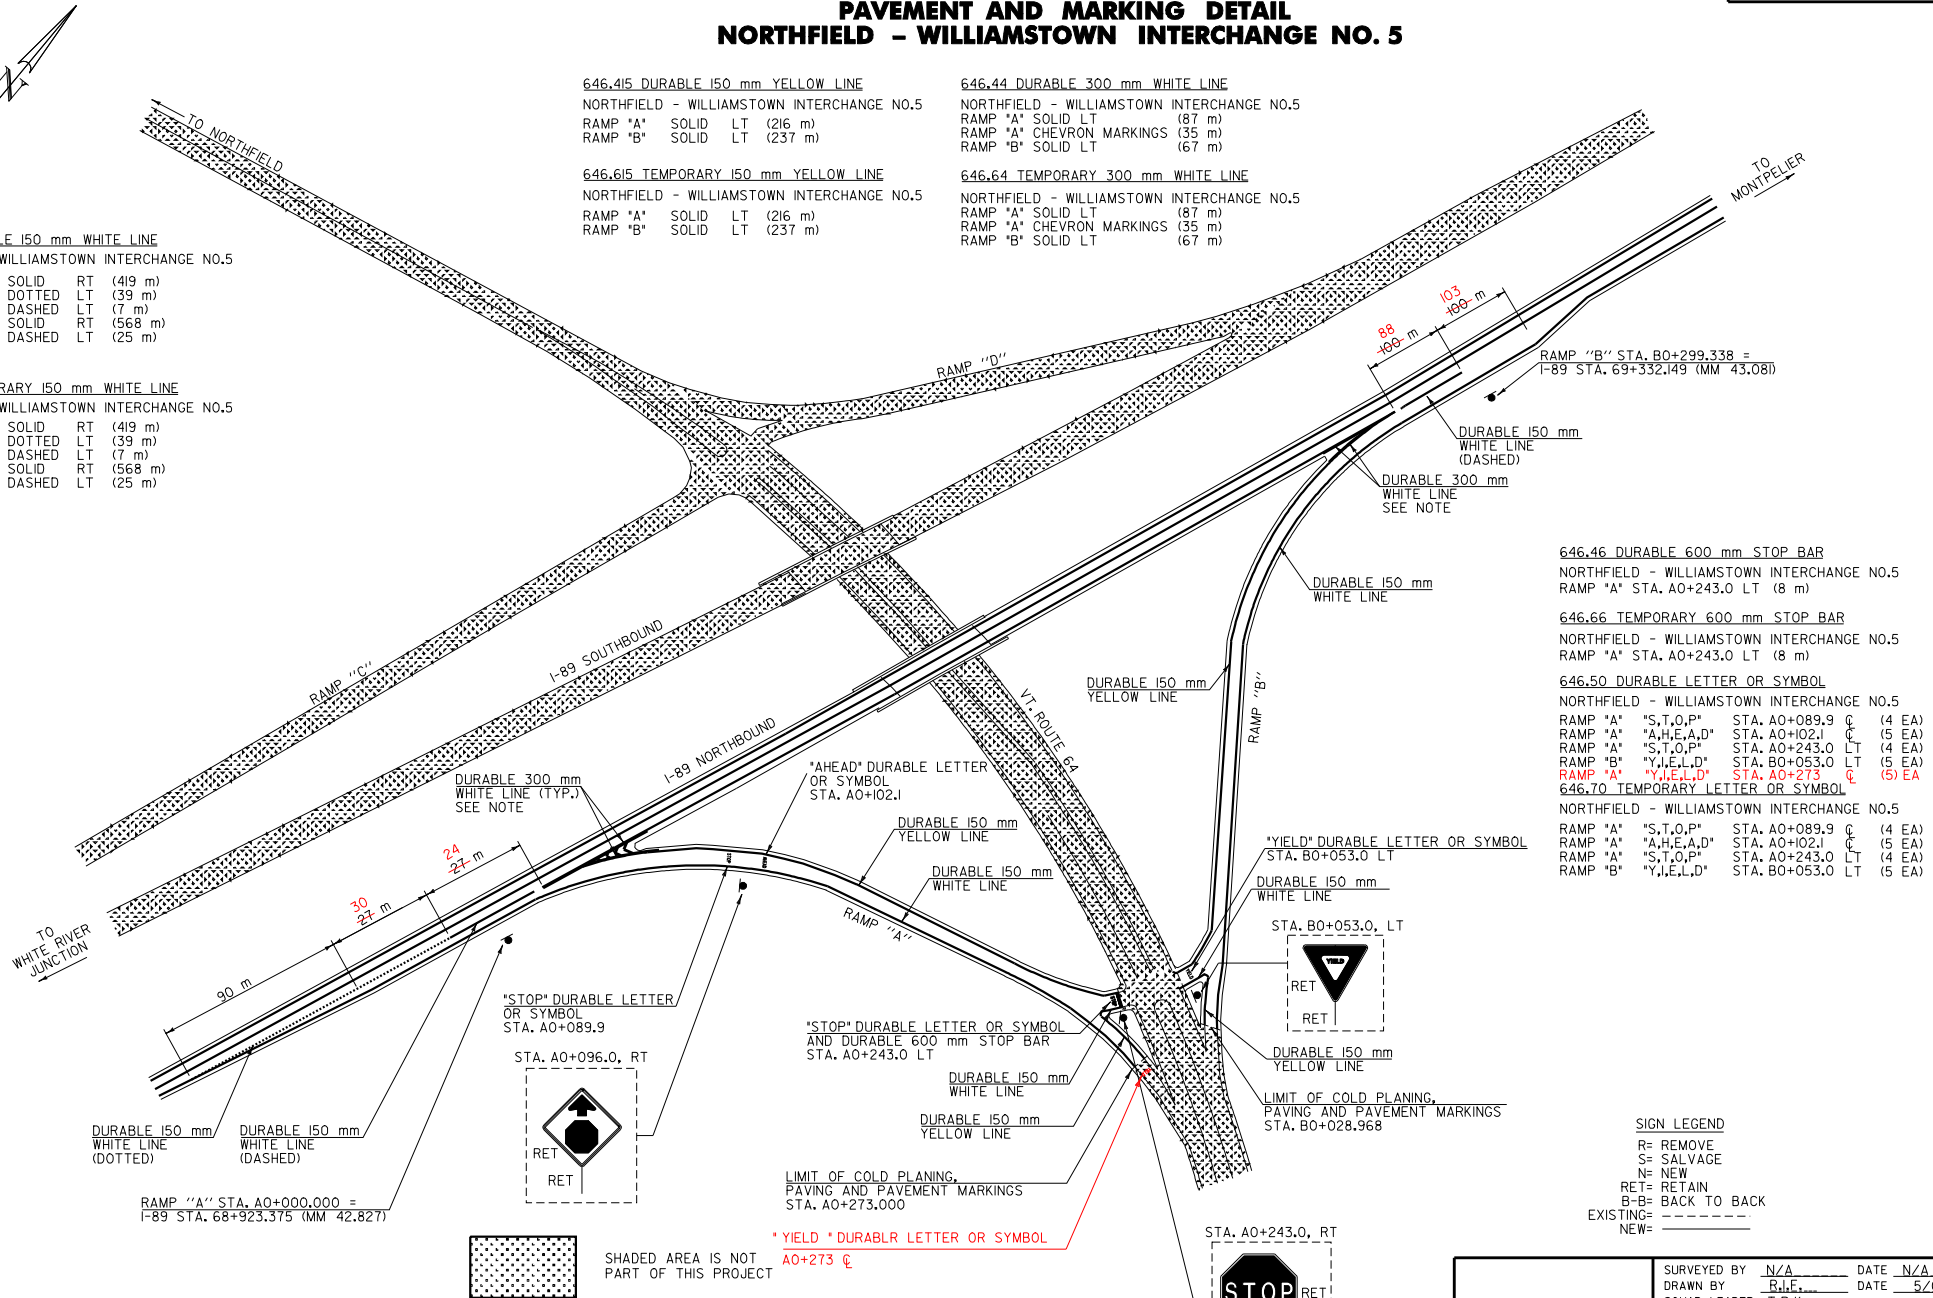 PAVEMENT AND MARKING DETAIL
NORTHFIELD - WILLIAMSTOWN INTERCHANGE NO. 5
N
646.415 DURABLE 150 mm YELLOW LINE
NORTHFIELD - WILLIAMSTOWN INTERCHANGE NO.5
RAMP "A" SOLID LT (216 m)
RAMP "B" SOLID LT (237 m)
646.615 TEMPORARY 150 mm YELLOW LINE
NORTHFIELD - WILLIAMSTOWN INTERCHANGE NO.5
RAMP "A" SOLID LT (216 m)
RAMP "B" SOLID LT (237 m)
646.44 DURABLE 300 mm WHITE LINE
NORTHFIELD - WILLIAMSTOWN INTERCHANGE NO.5
RAMP "A" SOLID LT (87 m)
RAMP "A" CHEVRON MARKINGS (35 m)
RAMP "B" SOLID LT (67 m)
646.64 TEMPORARY 300 mm WHITE LINE
NORTHFIELD - WILLIAMSTOWN INTERCHANGE NO.5
RAMP "A" SOLID LT (87 m)
RAMP "A" CHEVRON MARKINGS (35 m)
RAMP "B" SOLID LT (67 m)
TO NORTHFIELD
TO
MONTPELIER
LE 150 mm WHITE LINE
WILLIAMSTOWN INTERCHANGE NO.5
SOLID RT (419 m)
DOTTED LT (39 m)
DASHED LT (7 m)
SOLID RT (568 m)
DASHED LT (25 m)
RARY 150 mm WHITE LINE
WILLIAMSTOWN INTERCHANGE NO.5
SOLID RT (419 m)
DOTTED LT (39 m)
DASHED LT (7 m)
SOLID RT (568 m)
DASHED LT (25 m)
103
100 m
88
100 m
RAMP "D"
RAMP "B" STA. B0+299.338 =
I-89 STA. 69+332.149 (MM 43.081)
DURABLE 150 mm
WHITE LINE
(DASHED)
DURABLE 300 mm
WHITE LINE
SEE NOTE
DURABLE 150 mm
WHITE LINE
646.46 DURABLE 600 mm STOP BAR
NORTHFIELD - WILLIAMSTOWN INTERCHANGE NO.5
RAMP "A" STA. A0+243.0 LT (8 m)
646.66 TEMPORARY 600 mm STOP BAR
NORTHFIELD - WILLIAMSTOWN INTERCHANGE NO.5
RAMP "A" STA. A0+243.0 LT (8 m)
646.50 DURABLE LETTER OR SYMBOL
NORTHFIELD - WILLIAMSTOWN INTERCHANGE NO.5
RAMP "A" "S,T,O,P" STA. A0+089.9 ℄ (4 EA)
RAMP "A" "A,H,E,A,D" STA. A0+102.1 ℄ (5 EA)
RAMP "A" "S,T,O,P" STA. A0+243.0 LT (4 EA)
RAMP "B" "Y,I,E,L,D" STA. B0+053.0 LT (5 EA)
RAMP "A" "Y,I,E,L,D" STA. A0+273 ℄ (5) EA
646.70 TEMPORARY LETTER OR SYMBOL
NORTHFIELD - WILLIAMSTOWN INTERCHANGE NO.5
RAMP "A" "S,T,O,P" STA. A0+089.9 ℄ (4 EA)
RAMP "A" "A,H,E,A,D" STA. A0+102.1 ℄ (5 EA)
RAMP "A" "S,T,O,P" STA. A0+243.0 LT (4 EA)
RAMP "B" "Y,I,E,L,D" STA. B0+053.0 LT (5 EA)
RAMP "C"
I-89 SOUTHBOUND
I-89 NORTHBOUND
VT. ROUTE 64
RAMP "B"
DURABLE 150 mm
YELLOW LINE
DURABLE 300 mm
WHITE LINE (TYP.)
SEE NOTE
"AHEAD" DURABLE LETTER
OR SYMBOL
STA. A0+102.1
DURABLE 150 mm
YELLOW LINE
DURABLE 150 mm
WHITE LINE
STOP
AHEAD
RAMP "A"
"YIELD" DURABLE LETTER OR SYMBOL
STA. B0+053.0 LT
DURABLE 150 mm
WHITE LINE
STA. B0+053.0, LT
YIELD
RET
RET
24
27 m
30
27 m
90 m
TO
WHITE RIVER
JUNCTION
"STOP" DURABLE LETTER
OR SYMBOL
STA. A0+089.9
STA. A0+096.0, RT
RET
RET
"STOP" DURABLE LETTER OR SYMBOL
AND DURABLE 600 mm STOP BAR
STA. A0+243.0 LT
DURABLE 150 mm
WHITE LINE
DURABLE 150 mm
YELLOW LINE
DURABLE 150 mm
YELLOW LINE
LIMIT OF COLD PLANING,
PAVING AND PAVEMENT MARKINGS
STA. B0+028.968
DURABLE 150 mm
WHITE LINE
(DOTTED)
DURABLE 150 mm
WHITE LINE
(DASHED)
RAMP "A" STA. A0+000.000 =
I-89 STA. 68+923.375 (MM 42.827)
LIMIT OF COLD PLANING,
PAVING AND PAVEMENT MARKINGS
STA. A0+273.000
" YIELD " DURABLR LETTER OR SYMBOL
A0+273 ℄
SHADED AREA IS NOT
PART OF THIS PROJECT
STA. A0+243.0, RT
STOP
RET
SIGN LEGEND
R= REMOVE
S= SALVAGE
N= NEW
RET= RETAIN
B-B= BACK TO BACK
EXISTING=
NEW=
SURVEYED BY N/A DATE N/A
DRAWN BY R.I.E. DATE 5/